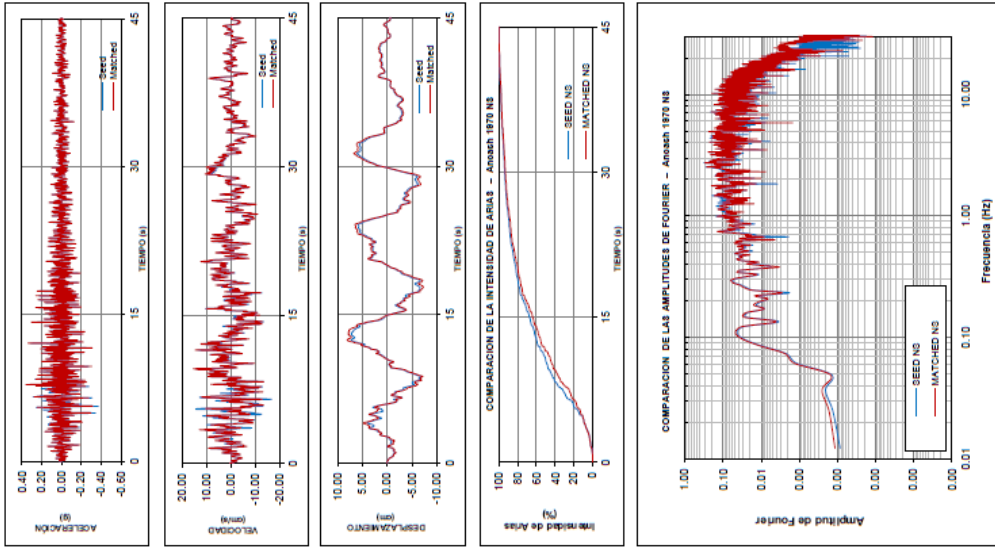 0.40
0.20
0.00
-0.20
-0.40
-0.60
ACELERACIÓN
(g)
0
15
30
45
TIEMPO (s)
Seed
Matched
20.00
10.00
0.00
-10.00
-20.00
VELOCIDAD
(cm/s)
0
15
30
45
TIEMPO (s)
Seed
Matched
10.00
5.00
0.00
-5.00
-10.00
DESPLAZAMIENTO
(cm)
0
15
30
45
TIEMPO (s)
Seed
Matched
COMPARACION DE LA INTENSIDAD DE ARIAS - Anoash 1970 NS
100
80
60
40
20
0
Intensidad de Arias
(%)
0
15
30
45
TIEMPO (s)
SEED NS
MATCHED NS
COMPARACION DE LAS AMPLITUDES DE FOURIER - Anoash 1970 NS
1.00
0.10
0.01
0.00
0.00
0.00
Amplitud de Fourier
0.01
0.10
1.00
10.00
Frecuencia (Hz)
SEED NS
MATCHED NS